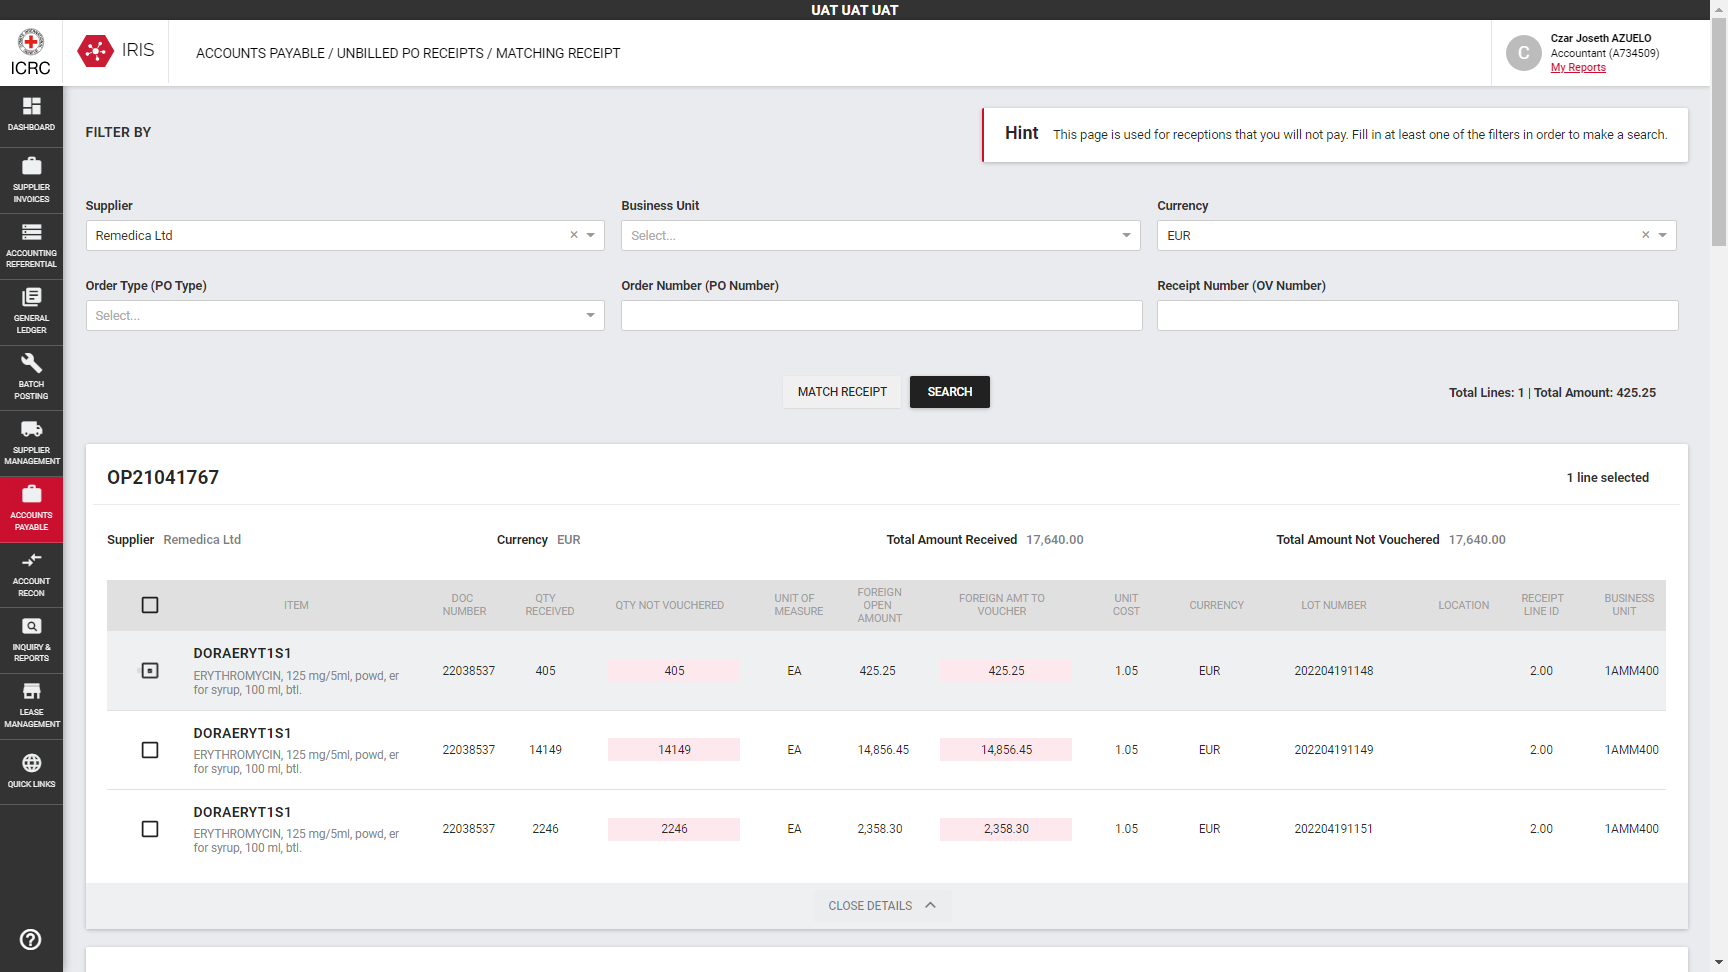 UAT UAT UAT
ICRC
IRIS
ACCOUNTS PAYABLE / UNBILLED PO RECEIPTS / MATCHING RECEIPT
C
Czar Joseth AZUELO
Accountant (A734509)
My Reports
DASHBOARD
SUPPLIER
INVOICES
ACCOUNTING
REFERENTIAL
GENERAL
LEDGER
BATCH
POSTING
SUPPLIER
MANAGEMENT
ACCOUNTS
PAYABLE
ACCOUNT
RECON
INQUIRY &
REPORTS
LEASE
MANAGEMENT
QUICK LINKS
FILTER BY
Hint This page is used for receptions that you will not pay. Fill in at least one of the filters in order to make a search.
Supplier Business Unit Currency
Remedica Ltd Select... EUR
Order Type (PO Type) Order Number (PO Number) Receipt Number (OV Number)
Select...
MATCH RECEIPT SEARCH Total Lines: 1 | Total Amount: 425.25
OP21041767 1 line selected
Supplier Remedica Ltd Currency EUR Total Amount Received 17,640.00 Total Amount Not Vouchered 17,640.00
ITEM DOC NUMBER QTY RECEIVED QTY NOT VOUCHERED UNIT OF MEASURE FOREIGN OPEN AMOUNT FOREIGN AMT TO VOUCHER UNIT COST CURRENCY LOT NUMBER LOCATION RECEIPT LINE ID BUSINESS UNIT
DORAERYT1S1
ERYTHROMYCIN, 125 mg/5ml, powd, er
for syrup, 100 ml, btl.
22038537 405 405 EA 425.25 425.25 1.05 EUR 202204191148 2.00 1AMM400
DORAERYT1S1
ERYTHROMYCIN, 125 mg/5ml, powd, er
for syrup, 100 ml, btl.
22038537 14149 14149 EA 14,856.45 14,856.45 1.05 EUR 202204191149 2.00 1AMM400
DORAERYT1S1
ERYTHROMYCIN, 125 mg/5ml, powd, er
for syrup, 100 ml, btl.
22038537 2246 2246 EA 2,358.30 2,358.30 1.05 EUR 202204191151 2.00 1AMM400
CLOSE DETAILS